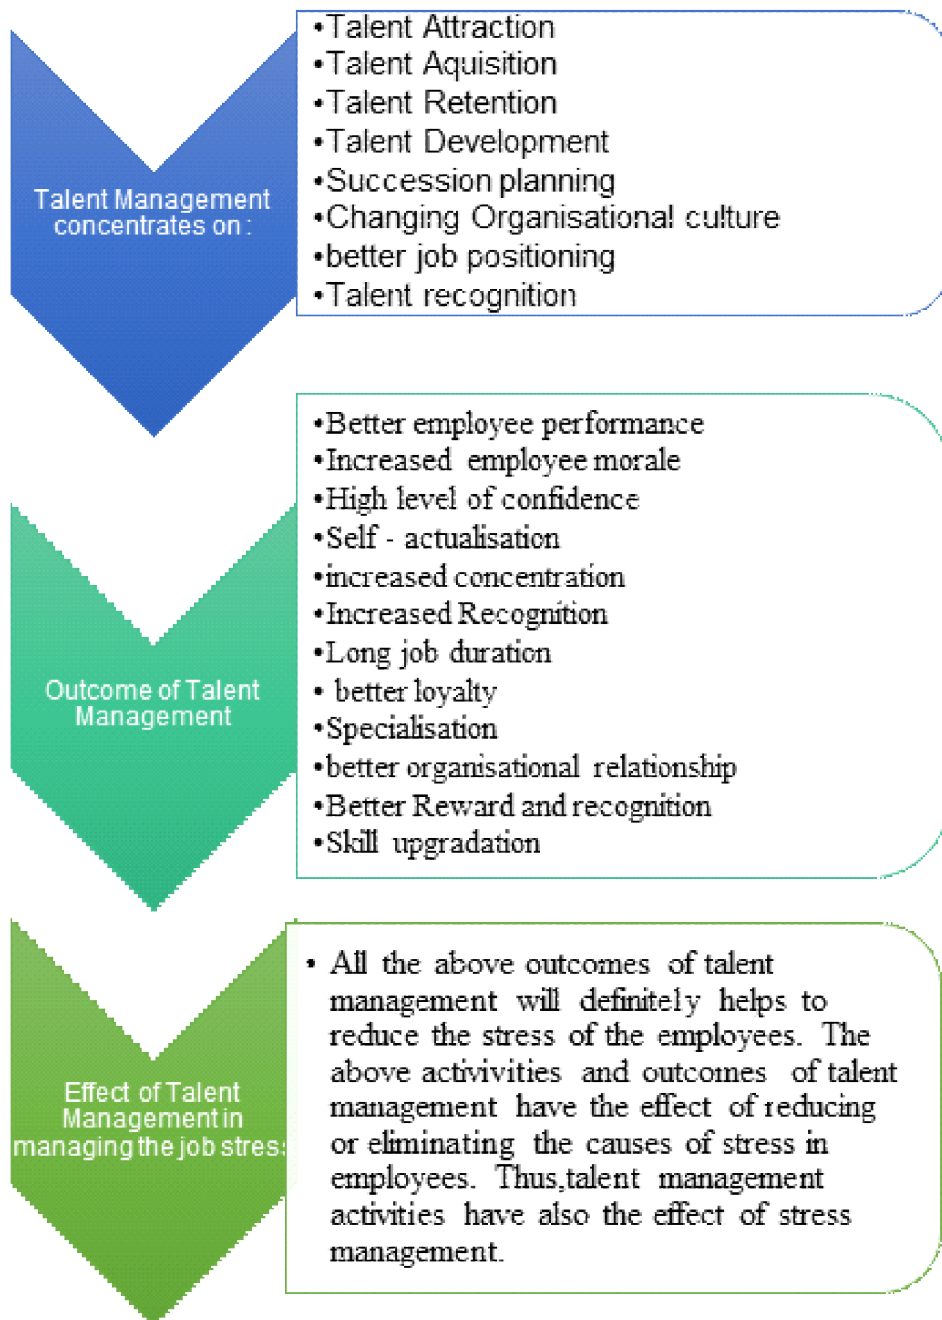 Talent Management
concentrates on :
•Talent Attraction
•Talent Aquisition
•Talent Retention
•Talent Development
•Succession planning
•Changing Organisational culture
•better job positioning
•Talent recognition
Outcome of Talent
Management
•Better employee performance
•Increased employee morale
•High level of confidence
•Self - actualisation
•increased concentration
•Increased Recognition
•Long job duration
• better loyalty
•Specialisation
•better organisational relationship
•Better Reward and recognition
•Skill upgradation
Effect of Talent
Management in
managing the job stress
• All the above outcomes of talent
management will definitely helps to
reduce the stress of the employees. The
above activivities and outcomes of talent
management have the effect of reducing
or eliminating the causes of stress in
employees. Thus,talent management
activities have also the effect of stress
management.